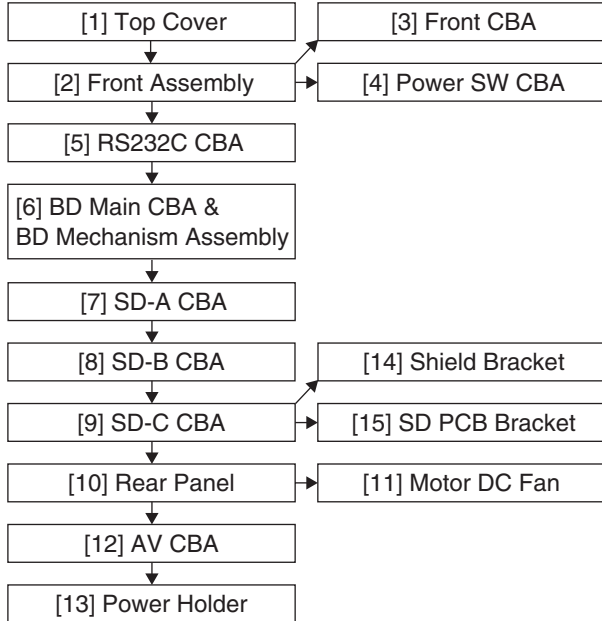 [1] Top Cover
[3] Front CBA
[2] Front Assembly
[4] Power SW CBA
[5] RS232C CBA
[6] BD Main CBA &
BD Mechanism Assembly
[7] SD-A CBA
[8] SD-B CBA
[14] Shield Bracket
[9] SD-C CBA
[15] SD PCB Bracket
[10] Rear Panel
[11] Motor DC Fan
[12] AV CBA
[13] Power Holder